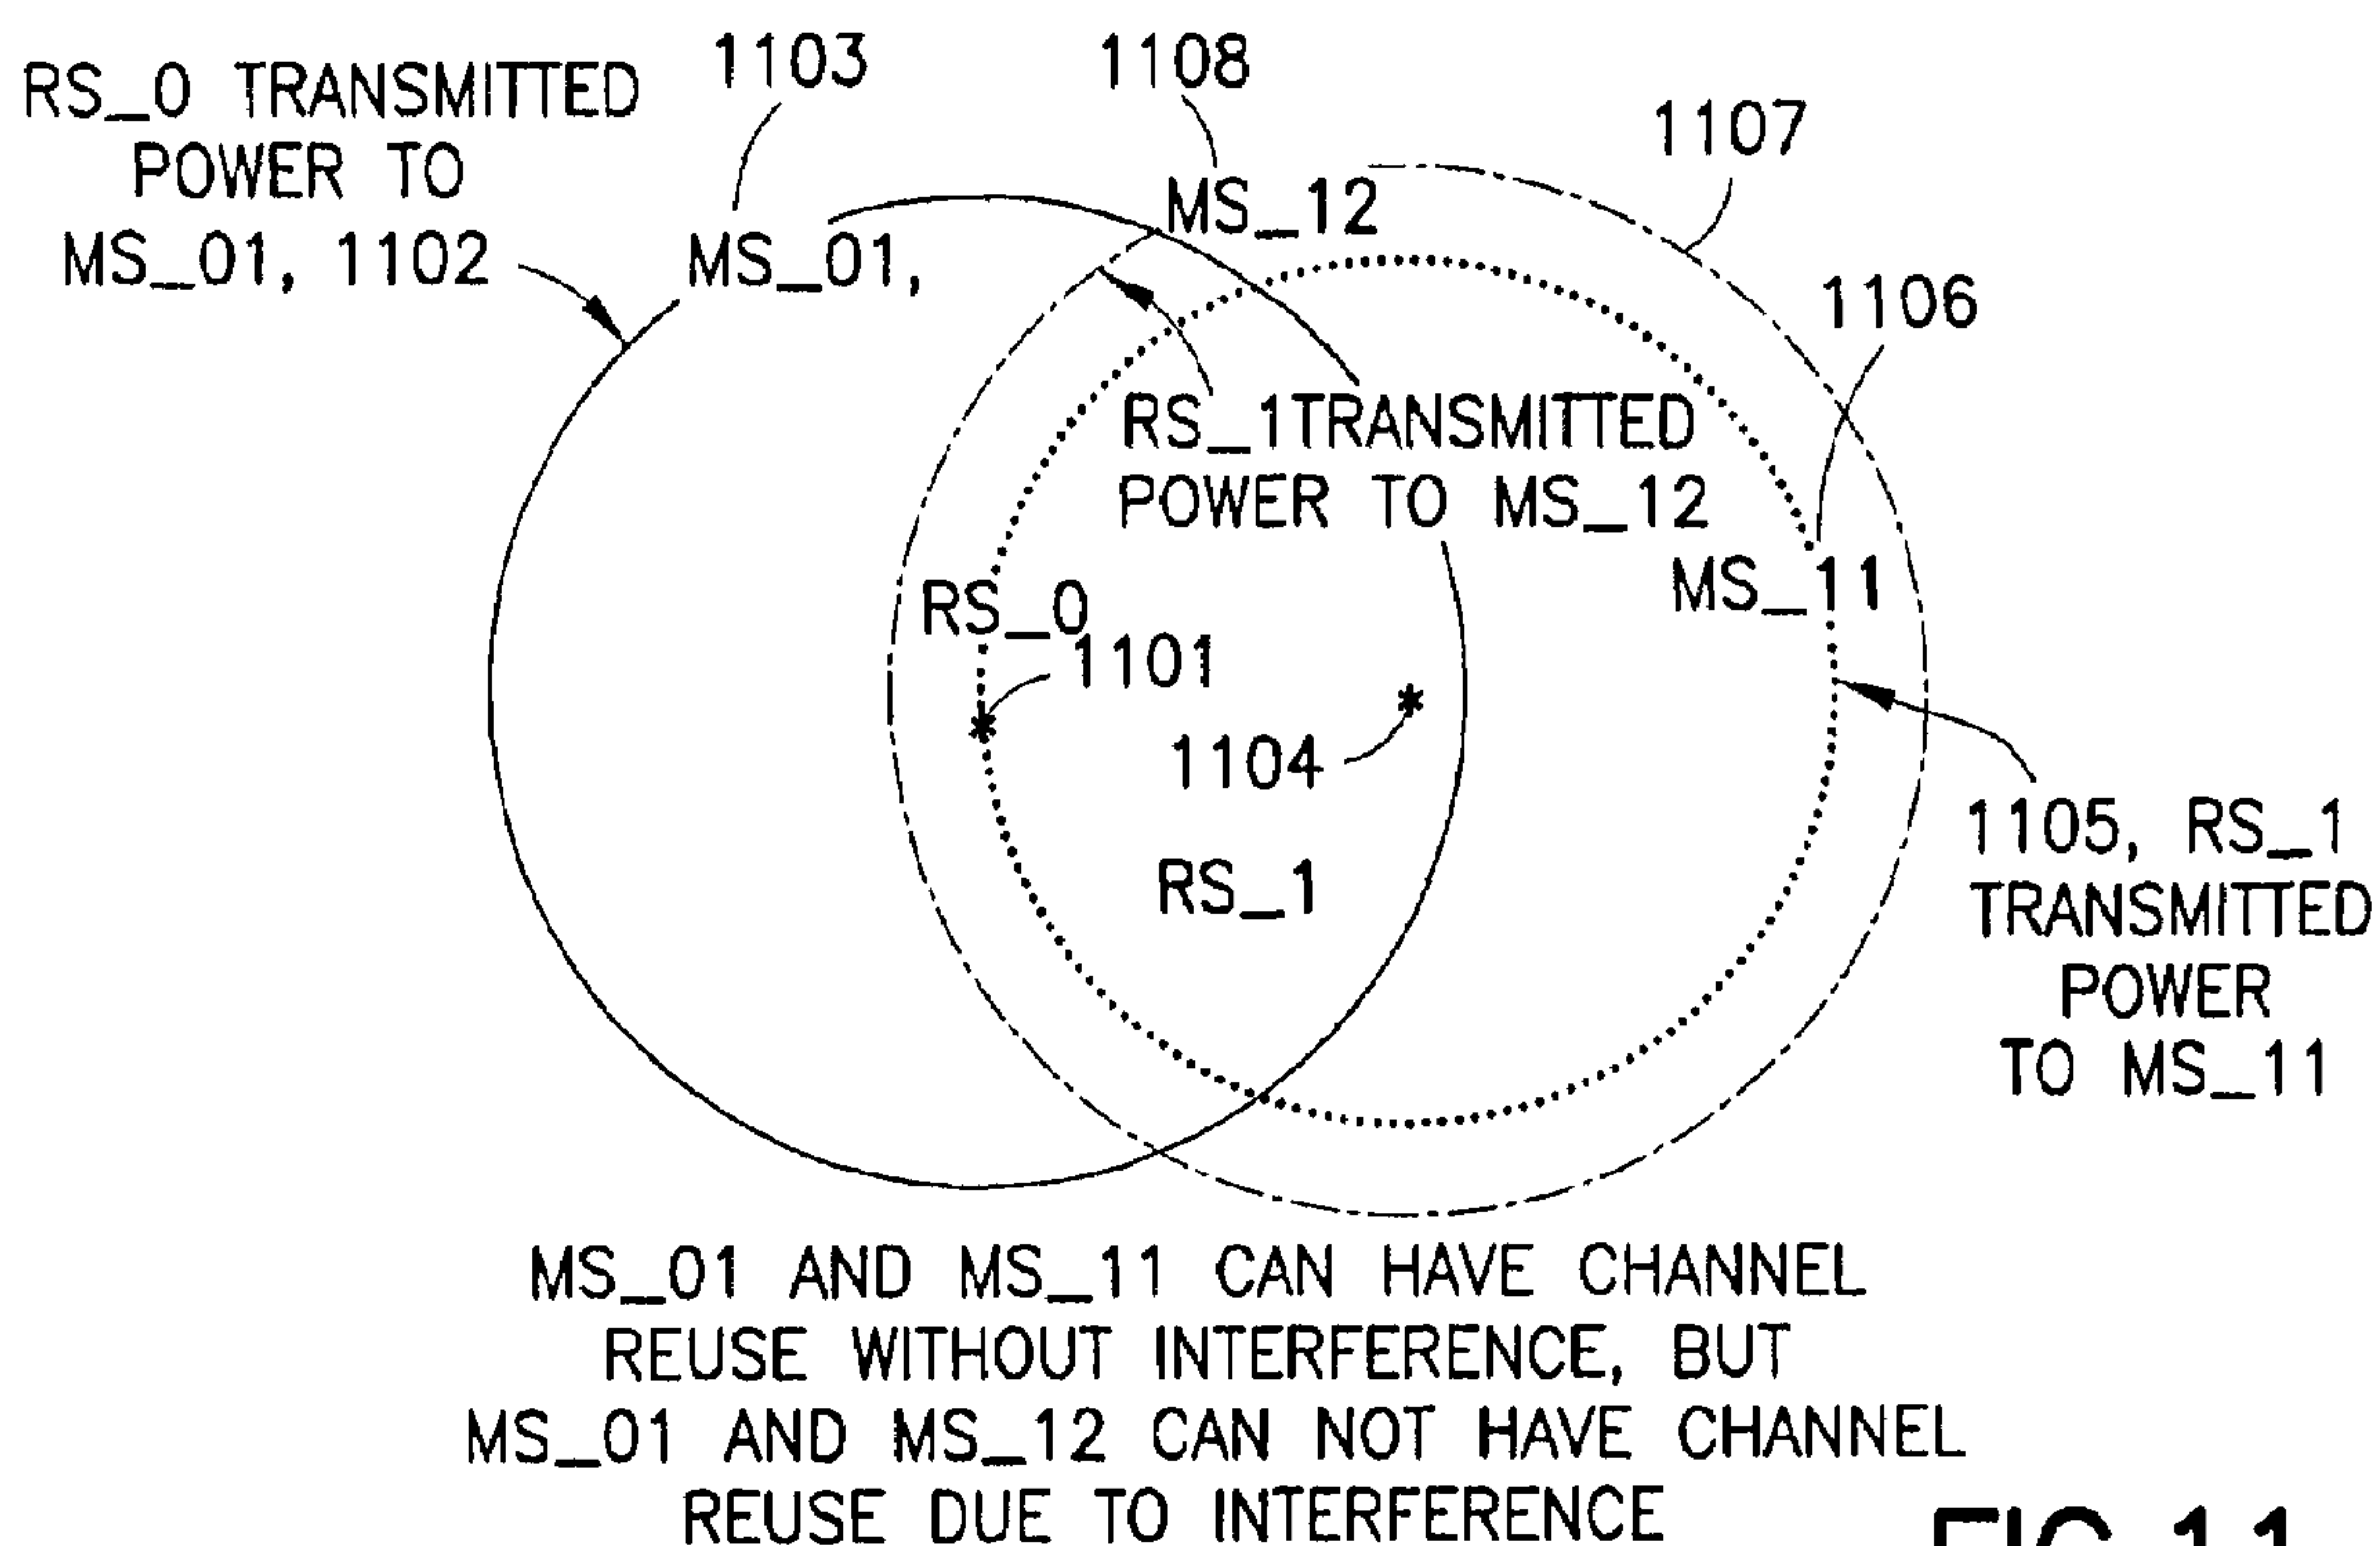 1103
1108
1107
RS_0 TRANSMITTED
POWER TO
MS_01, 1102
MS_01,
MS_12
1106
RS_1TRANSMITTED
POWER TO MS_12
MS_11
RS_0
1101
1104
RS_1
1105, RS_1
TRANSMITTED
POWER
TO MS_11
MS_01 AND MS_11 CAN HAVE CHANNEL
REUSE WITHOUT INTERFERENCE, BUT
MS_01 AND MS_12 CAN NOT HAVE CHANNEL
REUSE DUE TO INTERFERENCE
FIG.11